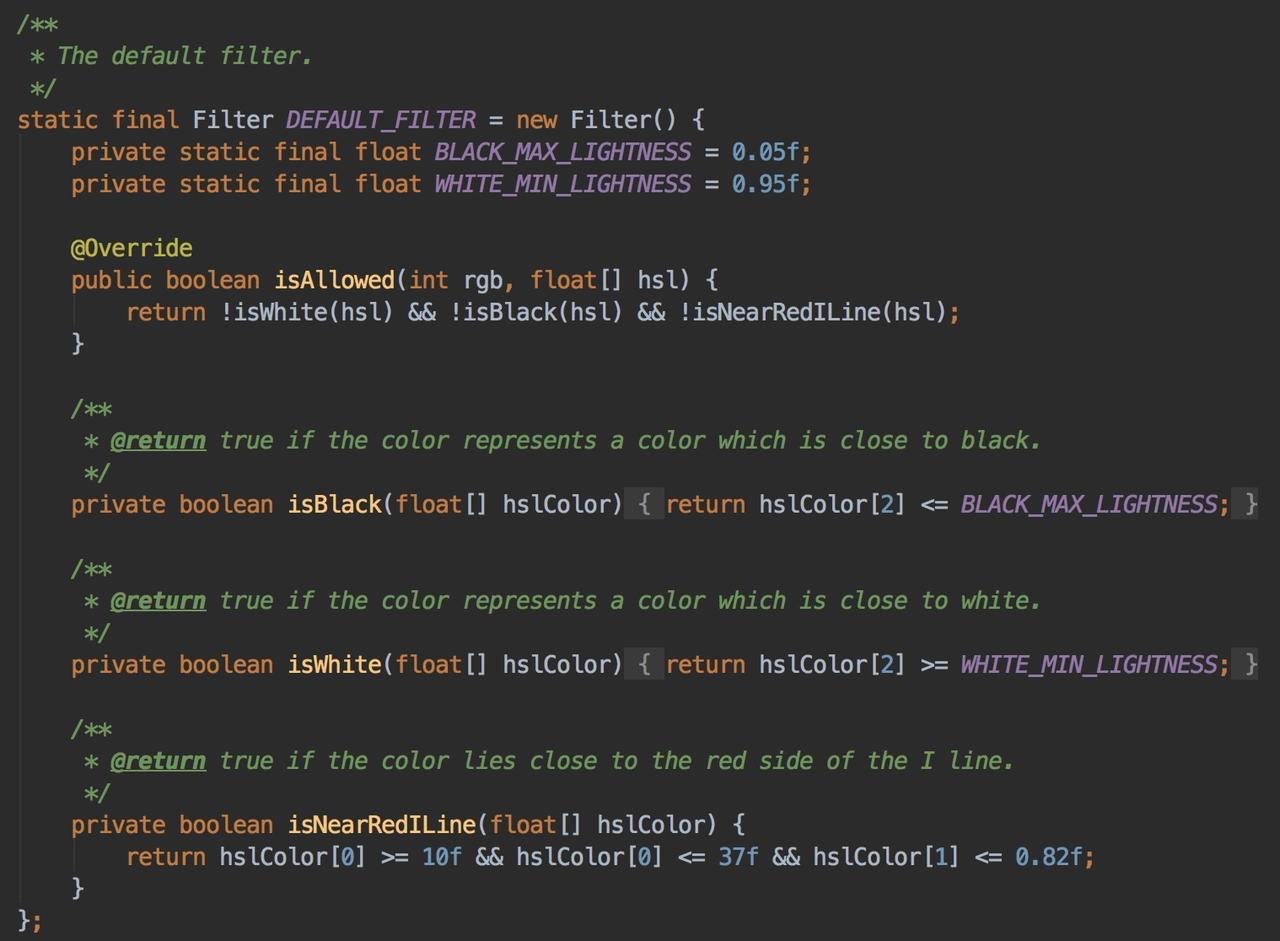 /**
 * The default filter.
 */
static final Filter DEFAULT_FILTER = new Filter() {
    private static final float BLACK_MAX_LIGHTNESS = 0.05f;
    private static final float WHITE_MIN_LIGHTNESS = 0.95f;

    @Override
    public boolean isAllowed(int rgb, float[] hsl) {
        return !isWhite(hsl) && !isBlack(hsl) && !isNearRedILine(hsl);
    }

    /**
     * @return true if the color represents a color which is close to black.
     */
    private boolean isBlack(float[] hslColor) { return hslColor[2] <= BLACK_MAX_LIGHTNESS; }

    /**
     * @return true if the color represents a color which is close to white.
     */
    private boolean isWhite(float[] hslColor) { return hslColor[2] >= WHITE_MIN_LIGHTNESS; }

    /**
     * @return true if the color lies close to the red side of the I line.
     */
    private boolean isNearRedILine(float[] hslColor) {
        return hslColor[0] >= 10f && hslColor[0] <= 37f && hslColor[1] <= 0.82f;
    }
};